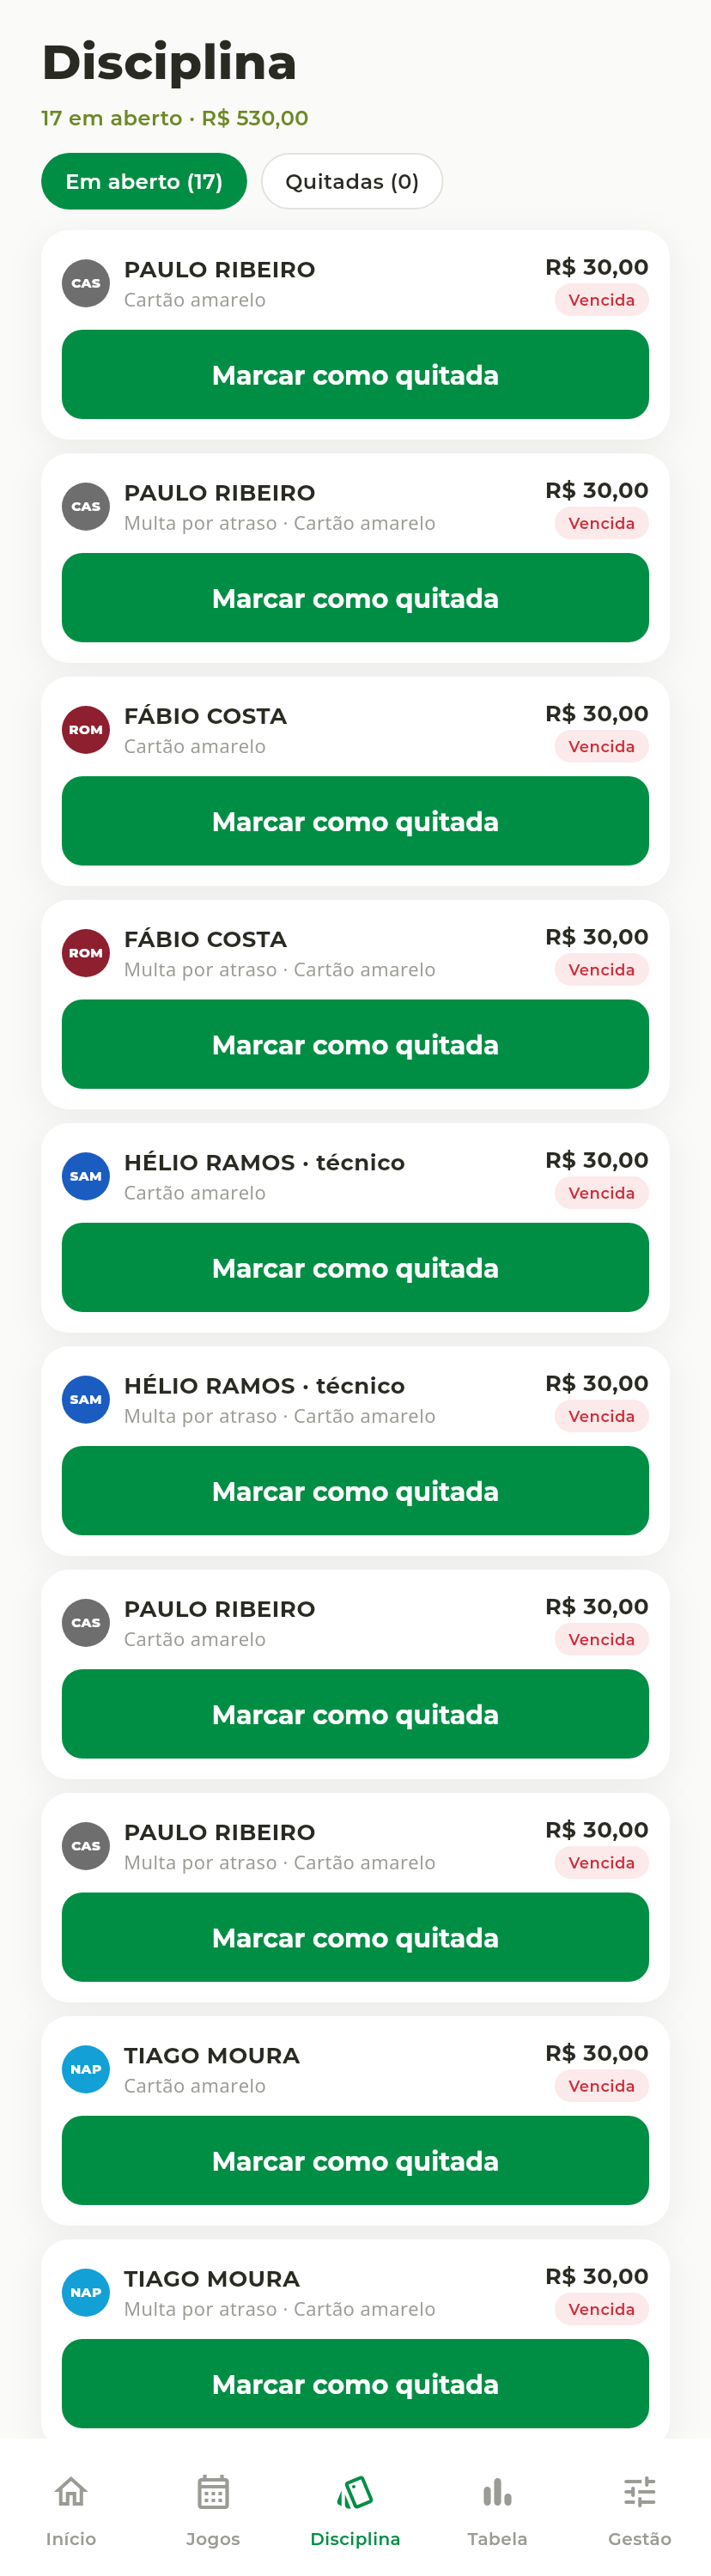 Disciplina
17 em aberto · R$ 530,00
Em aberto (17) Quitadas (0)
CAS PAULO RIBEIRO R$ 30,00
Cartão amarelo Vencida
Marcar como quitada
CAS PAULO RIBEIRO R$ 30,00
Multa por atraso · Cartão amarelo Vencida
Marcar como quitada
ROM FÁBIO COSTA R$ 30,00
Cartão amarelo Vencida
Marcar como quitada
ROM FÁBIO COSTA R$ 30,00
Multa por atraso · Cartão amarelo Vencida
Marcar como quitada
SAM HÉLIO RAMOS · técnico R$ 30,00
Cartão amarelo Vencida
Marcar como quitada
SAM HÉLIO RAMOS · técnico R$ 30,00
Multa por atraso · Cartão amarelo Vencida
Marcar como quitada
CAS PAULO RIBEIRO R$ 30,00
Cartão amarelo Vencida
Marcar como quitada
CAS PAULO RIBEIRO R$ 30,00
Multa por atraso · Cartão amarelo Vencida
Marcar como quitada
NAP TIAGO MOURA R$ 30,00
Cartão amarelo Vencida
Marcar como quitada
NAP TIAGO MOURA R$ 30,00
Multa por atraso · Cartão amarelo Vencida
Marcar como quitada
Início Jogos Disciplina Tabela Gestão